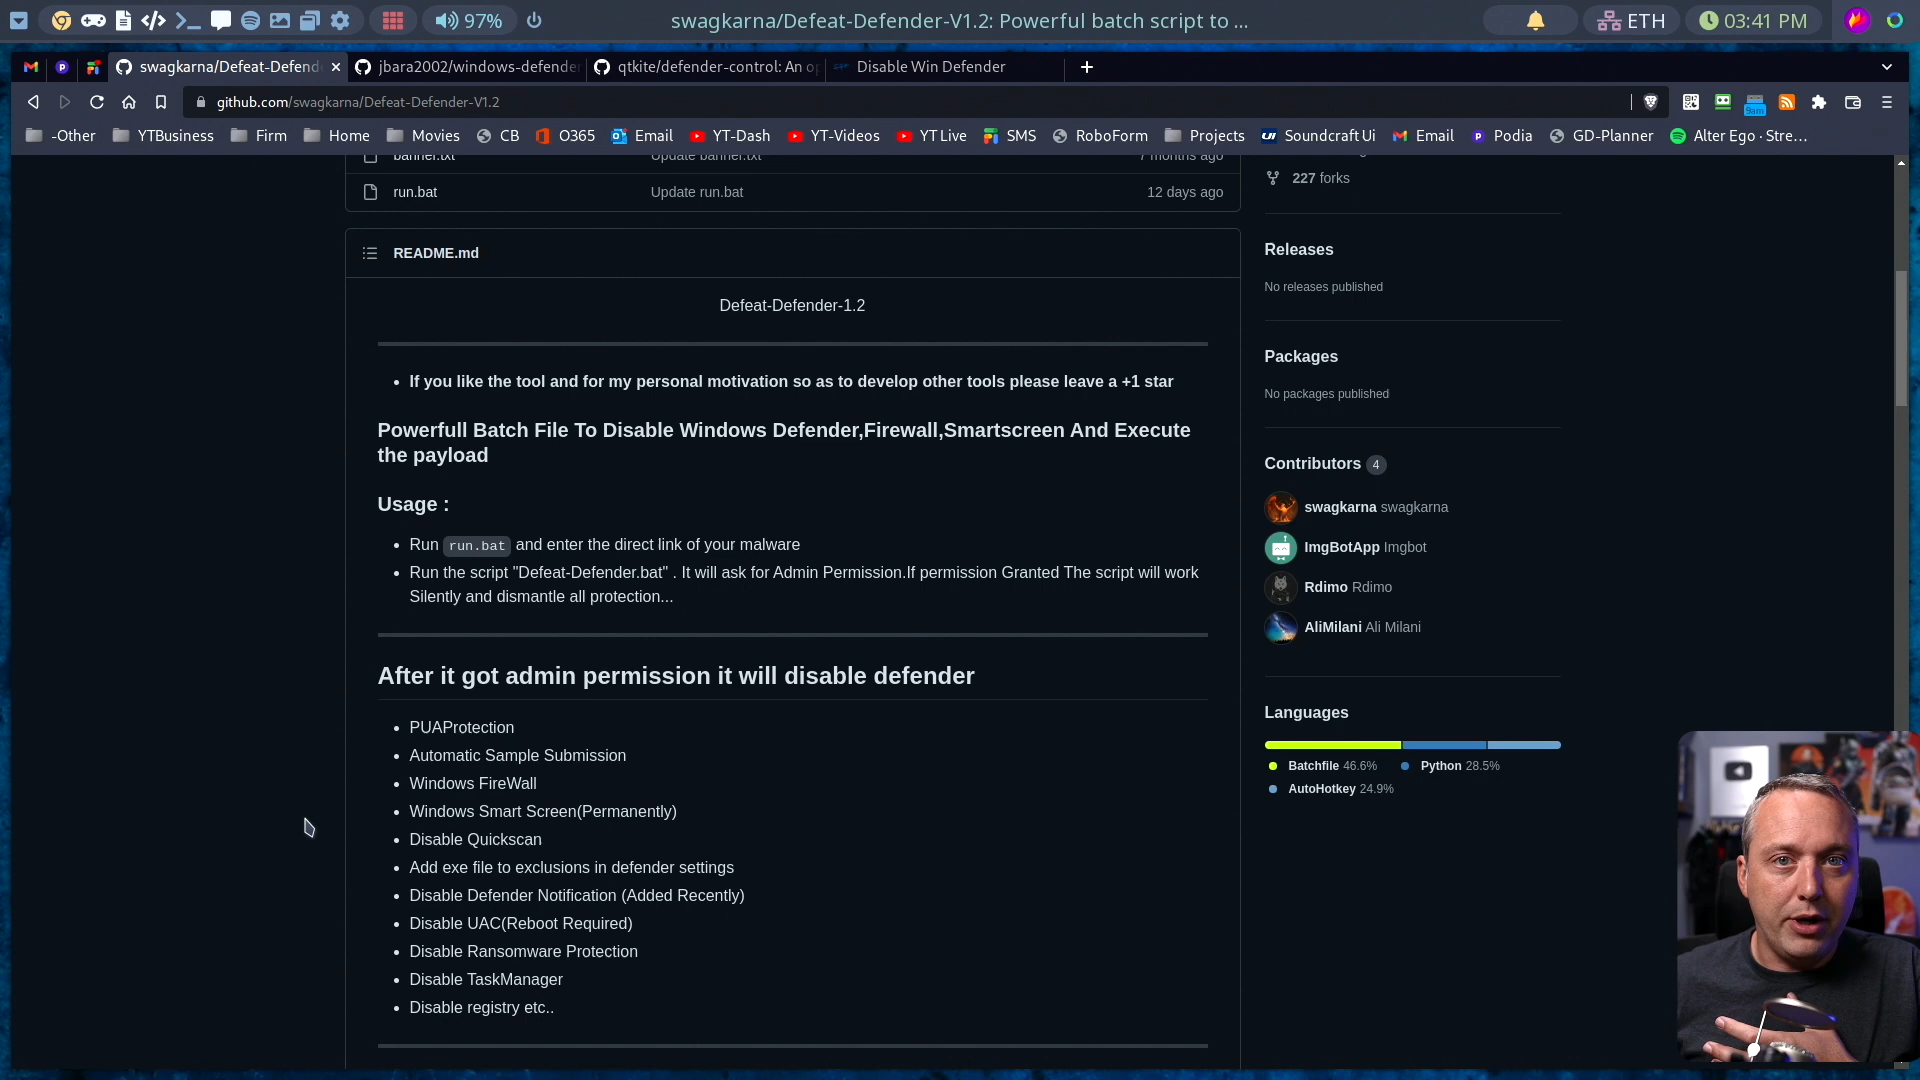 97%
swagkarna/Defeat-Defender-V1.2: Powerful batch script to ...
ETH
03:41 PM
swagkarna/Defeat-Defend
jbara2002/windows-defende
qtkite/defender-control: An o
Disable Win Defender
github.com/swagkarna/Defeat-Defender-V1.2
9am
-Other
YTBusiness
Firm
Home
Movies
CB
O365
Email
YT-Dash
YT-Videos
YT Live
SMS
RoboForm
Projects
Soundcraft Ui
Email
Podia
GD-Planner
Alter Ego · Stre...
banner.txt
Update banner.txt
7 months ago
run.bat
Update run.bat
12 days ago
227 forks
README.md
Defeat-Defender-1.2
If you like the tool and for my personal motivation so as to develop other tools please leave a +1 star
Powerfull Batch File To Disable Windows Defender,Firewall,Smartscreen And Execute
the payload
Usage :
Run run.bat and enter the direct link of your malware
Run the script "Defeat-Defender.bat" . It will ask for Admin Permission.If permission Granted The script will work
Silently and dismantle all protection...
After it got admin permission it will disable defender
PUAProtection
Automatic Sample Submission
Windows FireWall
Windows Smart Screen(Permanently)
Disable Quickscan
Add exe file to exclusions in defender settings
Disable Defender Notification (Added Recently)
Disable UAC(Reboot Required)
Disable Ransomware Protection
Disable TaskManager
Disable registry etc..
Releases
No releases published
Packages
No packages published
Contributors 4
swagkarna swagkarna
ImgBotApp Imgbot
Rdimo Rdimo
AliMilani Ali Milani
Languages
Batchfile 46.6%
Python 28.5%
AutoHotkey 24.9%